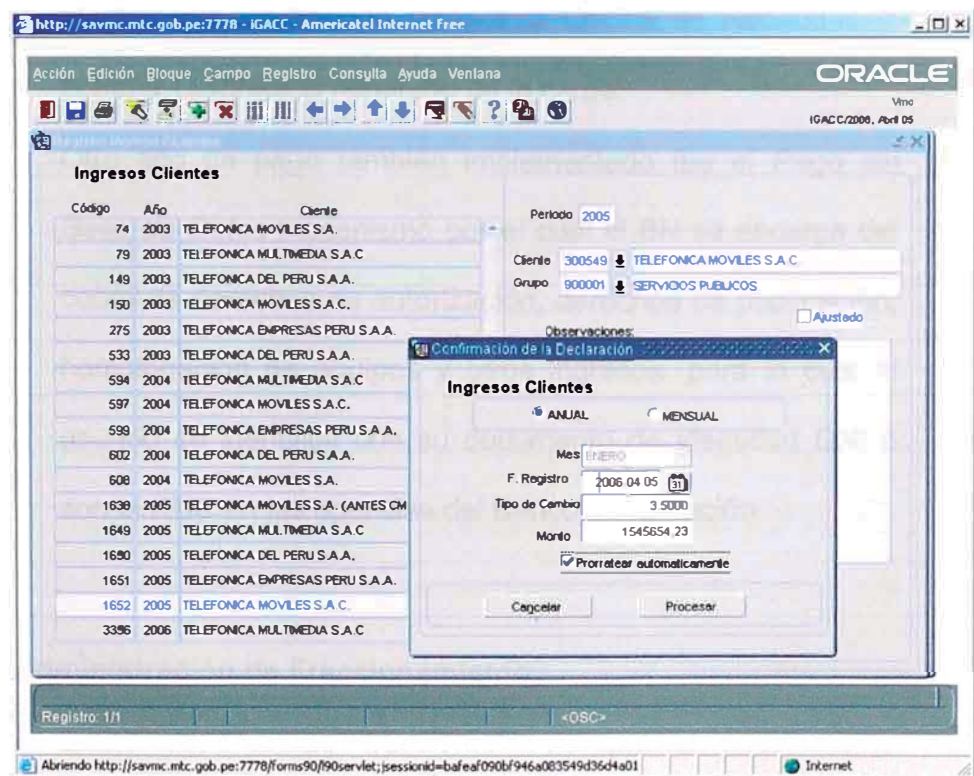 http://savmc.mtc.gob.pe:7778 - iGACC - Americatel Internet Free
Acción Edición Bloque Campo Registro Consulta Ayuda Ventana
ORACLE
IGACC/2006, Abril 05
Ingresos Clientes
Código Año Cliente
74 2003 TELEFONICA MOVILES S.A.
79 2003 TELEFONICA MULTIMEDIA S.A.C
149 2003 TELEFONICA DEL PERU S.A.A.
150 2003 TELEFONICA MOVILES S.A.C.
275 2003 TELEFONICA EMPRESAS PERU S.A.A.
533 2003 TELEFONICA DEL PERU S.A.A.
594 2004 TELEFONICA MULTIMEDIA S.A.C
597 2004 TELEFONICA MOVILES S.A.C.
599 2004 TELEFONICA EMPRESAS PERU S.A.A.
602 2004 TELEFONICA DEL PERU S.A.A.
608 2004 TELEFONICA MOVILES S.A.
1638 2005 TELEFONICA MOVILES S.A. (ANTES CM
1649 2005 TELEFONICA MULTIMEDIA S.A.C
1650 2005 TELEFONICA DEL PERU S.A.A.
1651 2005 TELEFONICA EMPRESAS PERU S.A.A.
1652 2005 TELEFONICA MOVILES S.A.C.
3396 2006 TELEFONICA MULTIMEDIA S.A.C
Periodo 2005
Cliente 300549 TELEFONICA MOVILES S.A.C.
Grupo 900001 SERVICIOS PUBLICOS
Ajustado
Observaciones:
Confirmación de la Declaración
Ingresos Clientes
ANUAL MENSUAL
Mes ENERO
F. Registro 2006 04 05
Tipo de Cambio 3.5000
Monto 1545654,23
Prorratear automaticamente
Cancelar Procesar
Registro: 1/1 <OSC>
Abriendo http://savmc.mtc.gob.pe:7778/forms90/l90servlet;jsessionid=bafeaf090bf946a083549d36d4a01 Internet